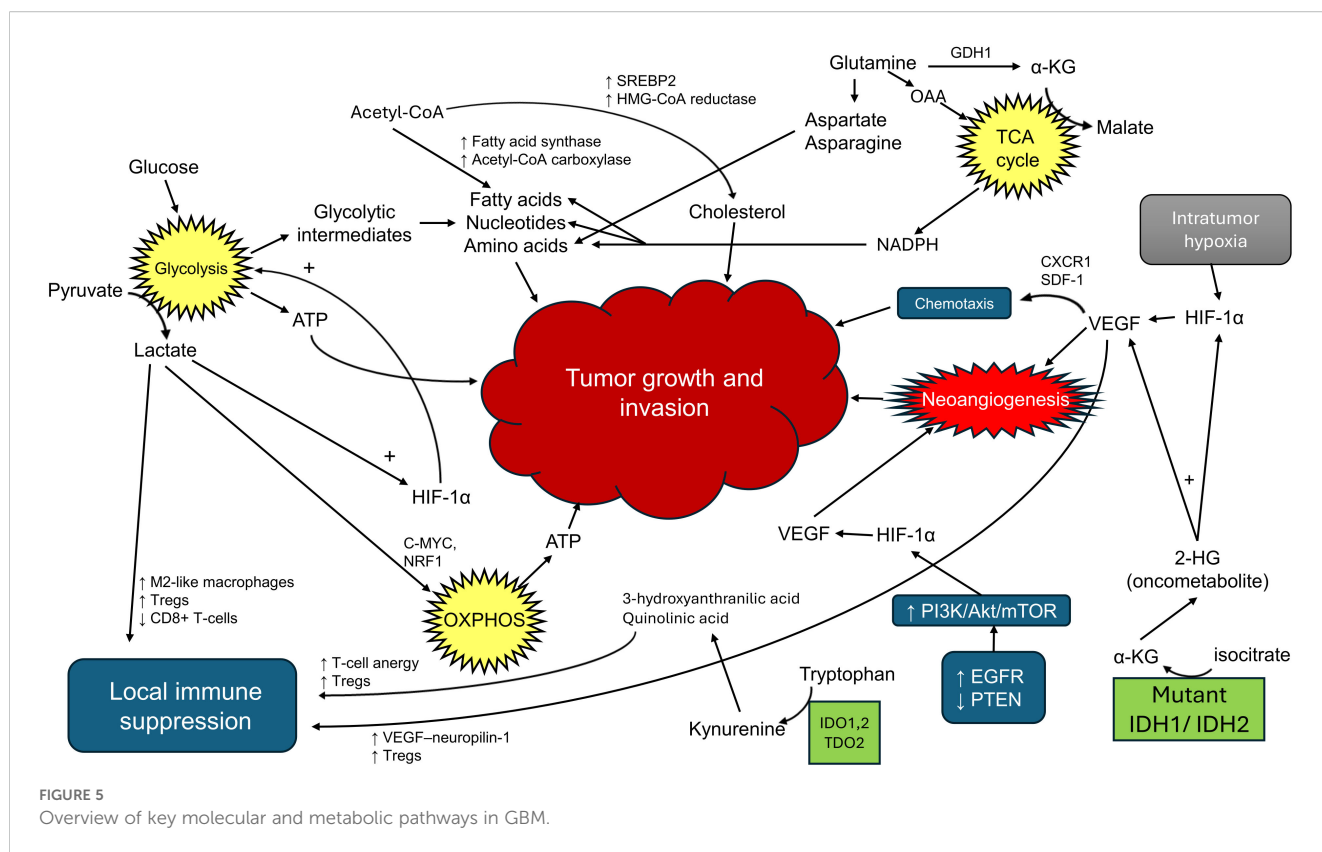 Glutamine
GDH1
α-KG
OAA
Aspartate
Asparagine
TCA
cycle
Malate
↑ SREBP2
↑ HMG-CoA reductase
Acetyl-CoA
↑ Fatty acid synthase
↑ Acetyl-CoA carboxylase
Glucose
Glycolysis
Glycolytic
intermediates
Fatty acids
Nucleotides
Amino acids
Cholesterol
NADPH
Intratumor
hypoxia
Pyruvate
+
ATP
Lactate
CXCR1
SDF-1
Chemotaxis
VEGF
HIF-1α
Tumor growth and
invasion
Neoangiogenesis
+
HIF-1α
+
C-MYC,
NRF1
ATP
OXPHOS
VEGF
HIF-1α
2-HG
(oncometabolite)
↑ M2-like macrophages
↑ Tregs
↓ CD8+ T-cells
3-hydroxyanthranilic acid
Quinolinic acid
↑ PI3K/Akt/mTOR
↑ EGFR
↓ PTEN
α-KG
isocitrate
Mutant
IDH1/ IDH2
Local immune
suppression
↑ T-cell anergy
↑ Tregs
Tryptophan
Kynurenine
IDO1,2
TDO2
↑ VEGF–neuropilin-1
↑ Tregs
FIGURE 5
Overview of key molecular and metabolic pathways in GBM.